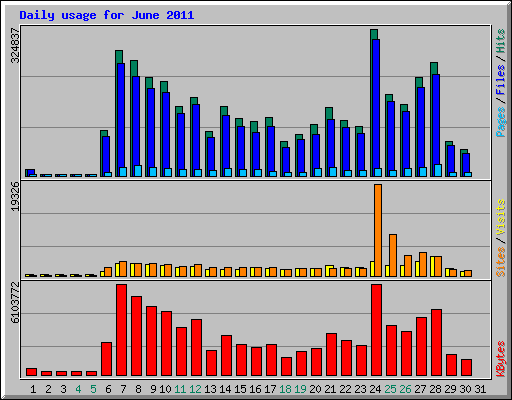 Daily usage for June 2011
324837
Pages / Files / Hits
19326
Sites / Visits
6103772
KBytes
1 2 3 4 5 6 7 8 9 10 11 12 13 14 15 16 17 18 19 20 21 22 23 24 25 26 27 28 29 30 31